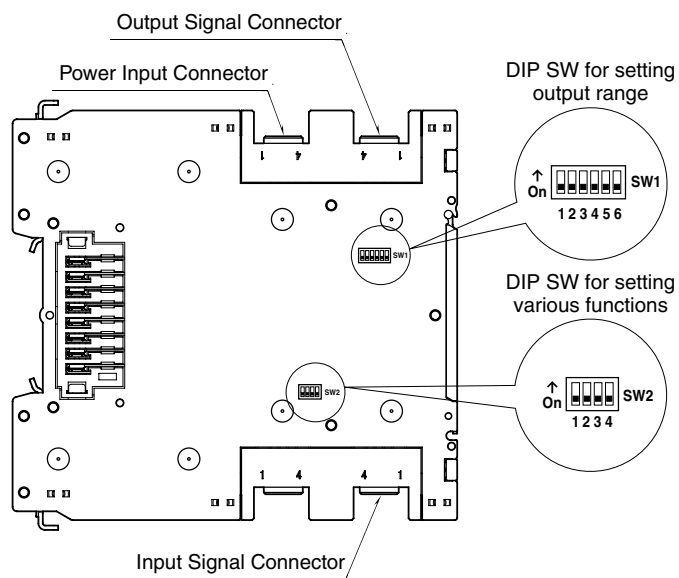 Output Signal Connector
Power Input Connector
DIP SW for setting
output range
↑
On
SW1
1 2 3 4 5 6
1 4 4 1
SW1
DIP SW for setting
various functions
↑
On
SW2
1 2 3 4
SW2
1 4 4 1
Input Signal Connector